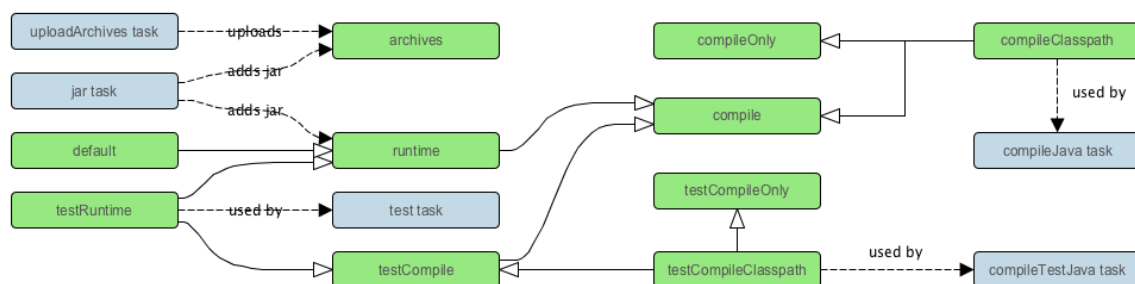 uploadArchives task
uploads
archives
compileOnly
compileClasspath
jar task
adds jar
adds jar
compile
used by
default
runtime
compileJava task
testRuntime
used by
test task
testCompileOnly
testCompile
testCompileClasspath
used by
compileTestJava task